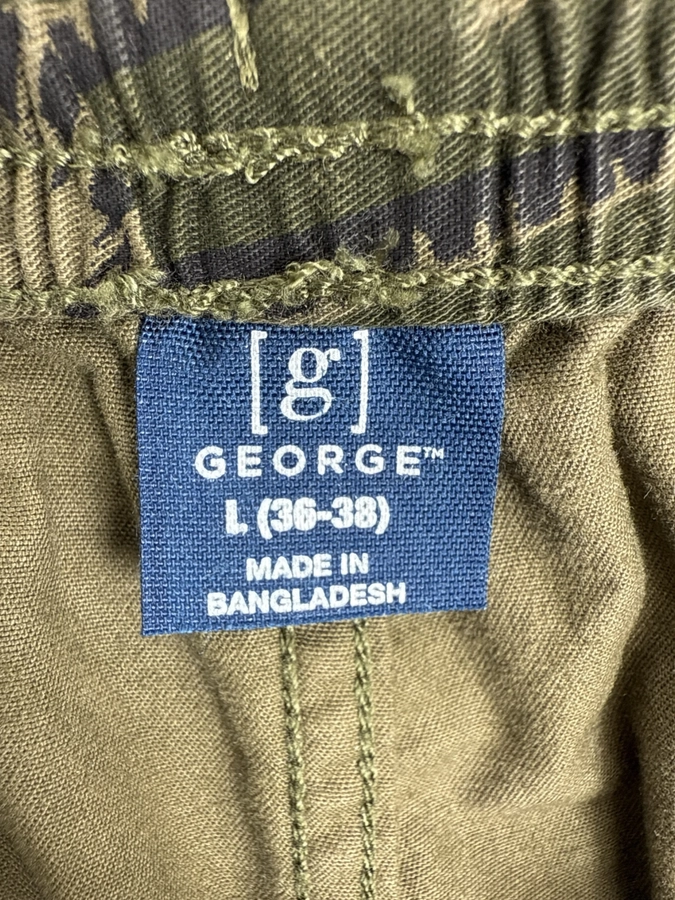 [g]
GEORGE™
L (36-38)
MADE IN
BANGLADESH